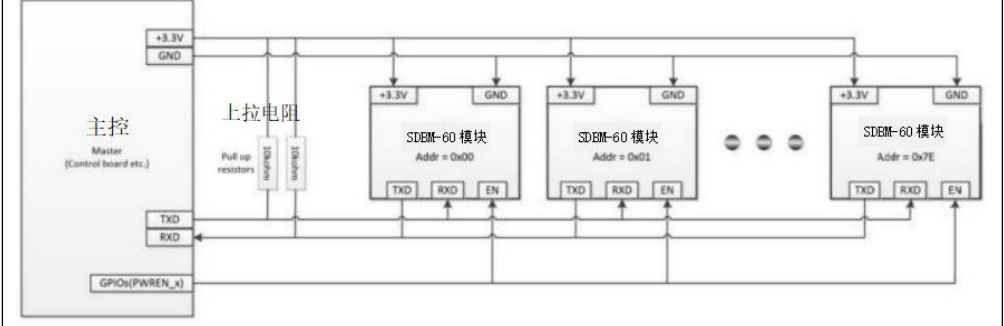 +3.3V
GND
主控
Master
(Control board etc.)
上拉电阻
Pull up
resistors
10kohm
10kohm
+3.3V
GND
SDBM-60 模块
Addr = 0x00
TXD
RXD
EN
+3.3V
GND
SDBM-60 模块
Addr = 0x01
TXD
RXD
EN
+3.3V
GND
SDBM-60 模块
Addr = 0x7E
TXD
RXD
EN
TXD
RXD
GPIOs(PWREN_x)